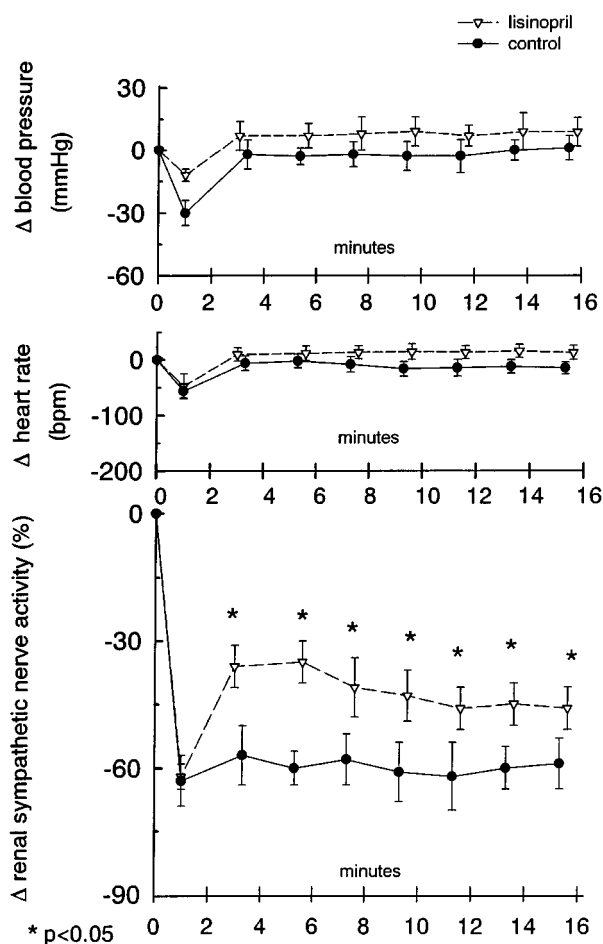 lisinopril
control
Δ blood pressure
(mmHg)
30
0
-30
-60
minutes
0 2 4 6 8 10 12 14 16
Δ heart rate
(bpm)
0
-100
-200
minutes
0 2 4 6 8 10 12 14 16
Δ renal sympathetic nerve activity (%)
0
-30
-60
-90
* * * * * * *
minutes
0 2 4 6 8 10 12 14 16
* p<0.05